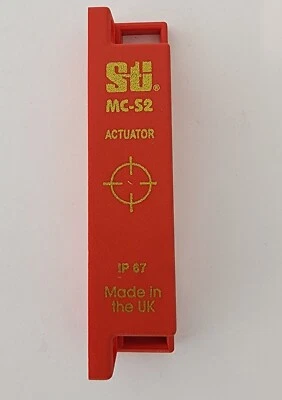 Sti®
MC-S2
ACTUATOR
IP 67
Made in
the UK